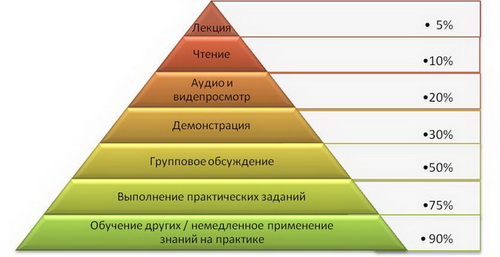 Лекция
• 5%
Чтение
•10%
Аудио и
видепросмотр
•20%
Демонстрация
•30%
Групповое обсуждение
•50%
Выполнение практических заданий
•75%
Обучение других / немедленное применение
знаний на практике
•90%